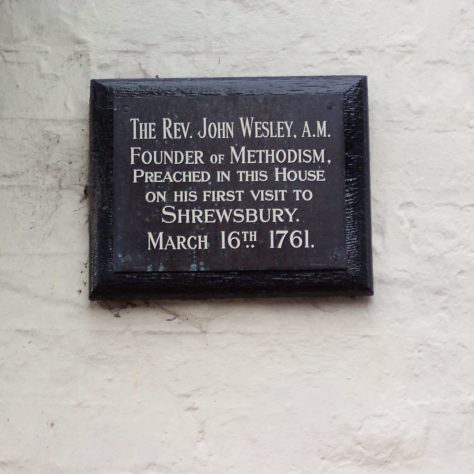 The Rev. John Wesley, A.M.
Founder of Methodism,
Preached in this House
on his first visit to
Shrewsbury.
March 16th. 1761.